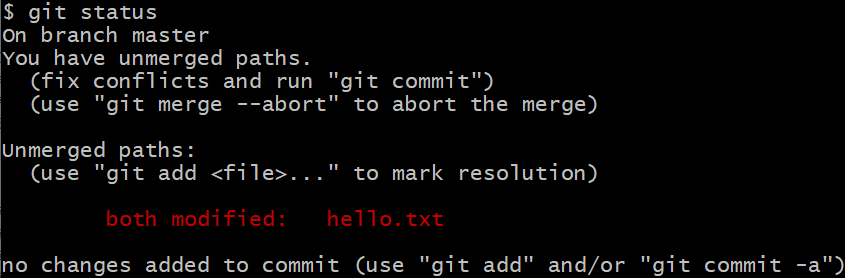 $ git status
On branch master
You have unmerged paths.
  (fix conflicts and run "git commit")
  (use "git merge --abort" to abort the merge)

Unmerged paths:
  (use "git add <file>..." to mark resolution)

        both modified:   hello.txt

no changes added to commit (use "git add" and/or "git commit -a")